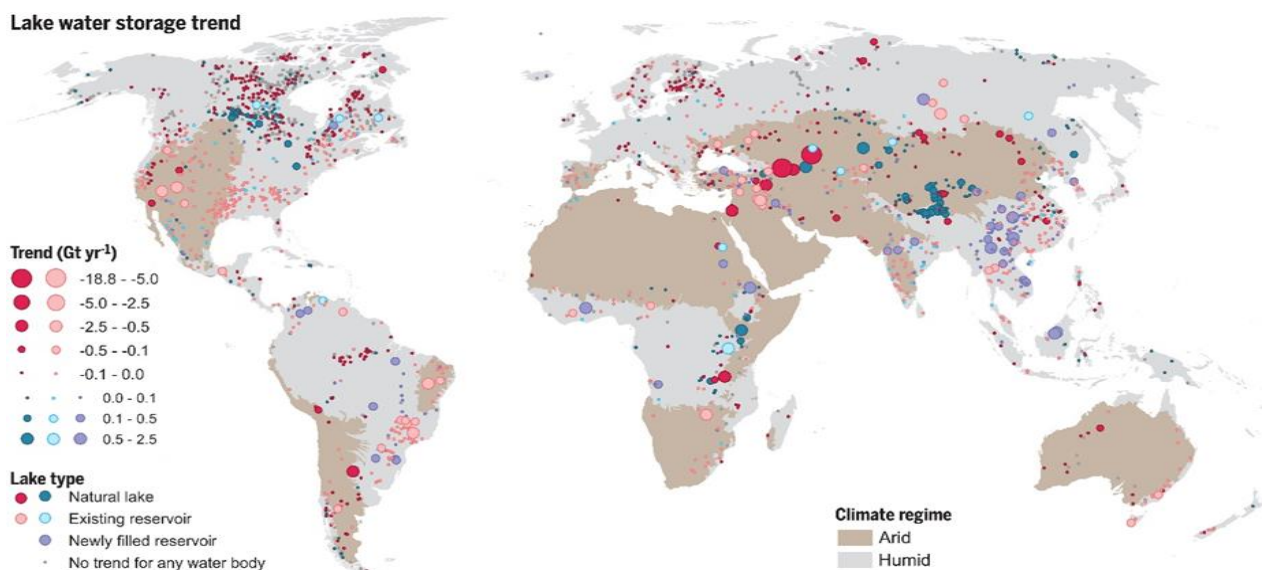 Lake water storage trend
Trend (Gt yr⁻¹)
-18.8 - -5.0
-5.0 - -2.5
-2.5 - -0.5
-0.5 - -0.1
-0.1 - 0.0
0.0 - 0.1
0.1 - 0.5
0.5 - 2.5
Lake type
Natural lake
Existing reservoir
Newly filled reservoir
No trend for any water body
Climate regime
Arid
Humid